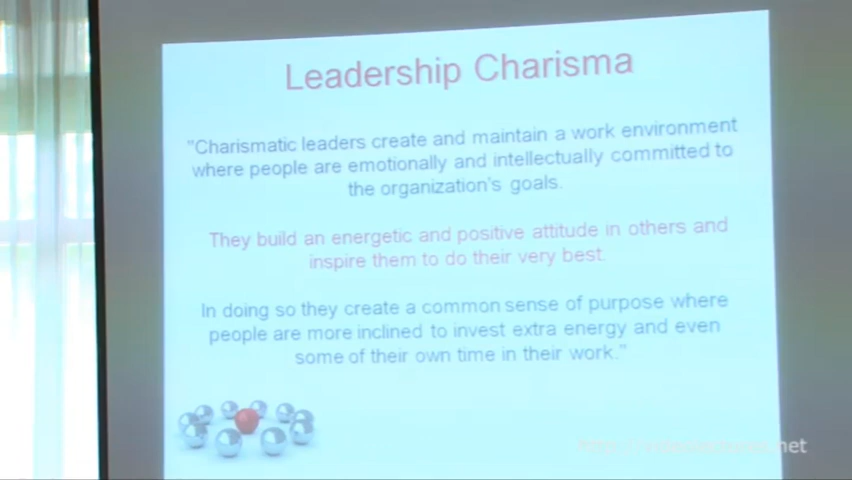 Leadership Charisma
"Charismatic leaders create and maintain a work environment
where people are emotionally and intellectually committed to
the organization's goals.
They build an energetic and positive attitude in others and
inspire them to do their very best.
In doing so they create a common sense of purpose where
people are more inclined to invest extra energy and even
some of their own time in their work."
.net